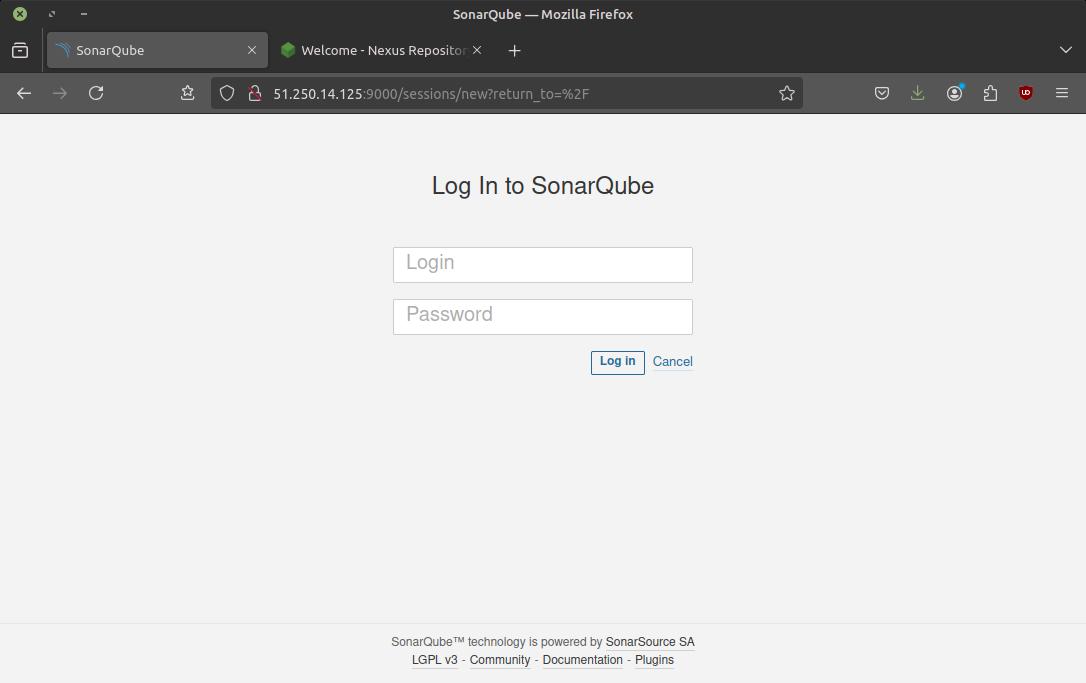 SonarQube — Mozilla Firefox
SonarQube
Welcome - Nexus Repositor
51.250.14.125:9000/sessions/new?return_to=%2F
Log In to SonarQube
Login
Password
Log in Cancel
SonarQube™ technology is powered by SonarSource SA
LGPL v3 - Community - Documentation - Plugins